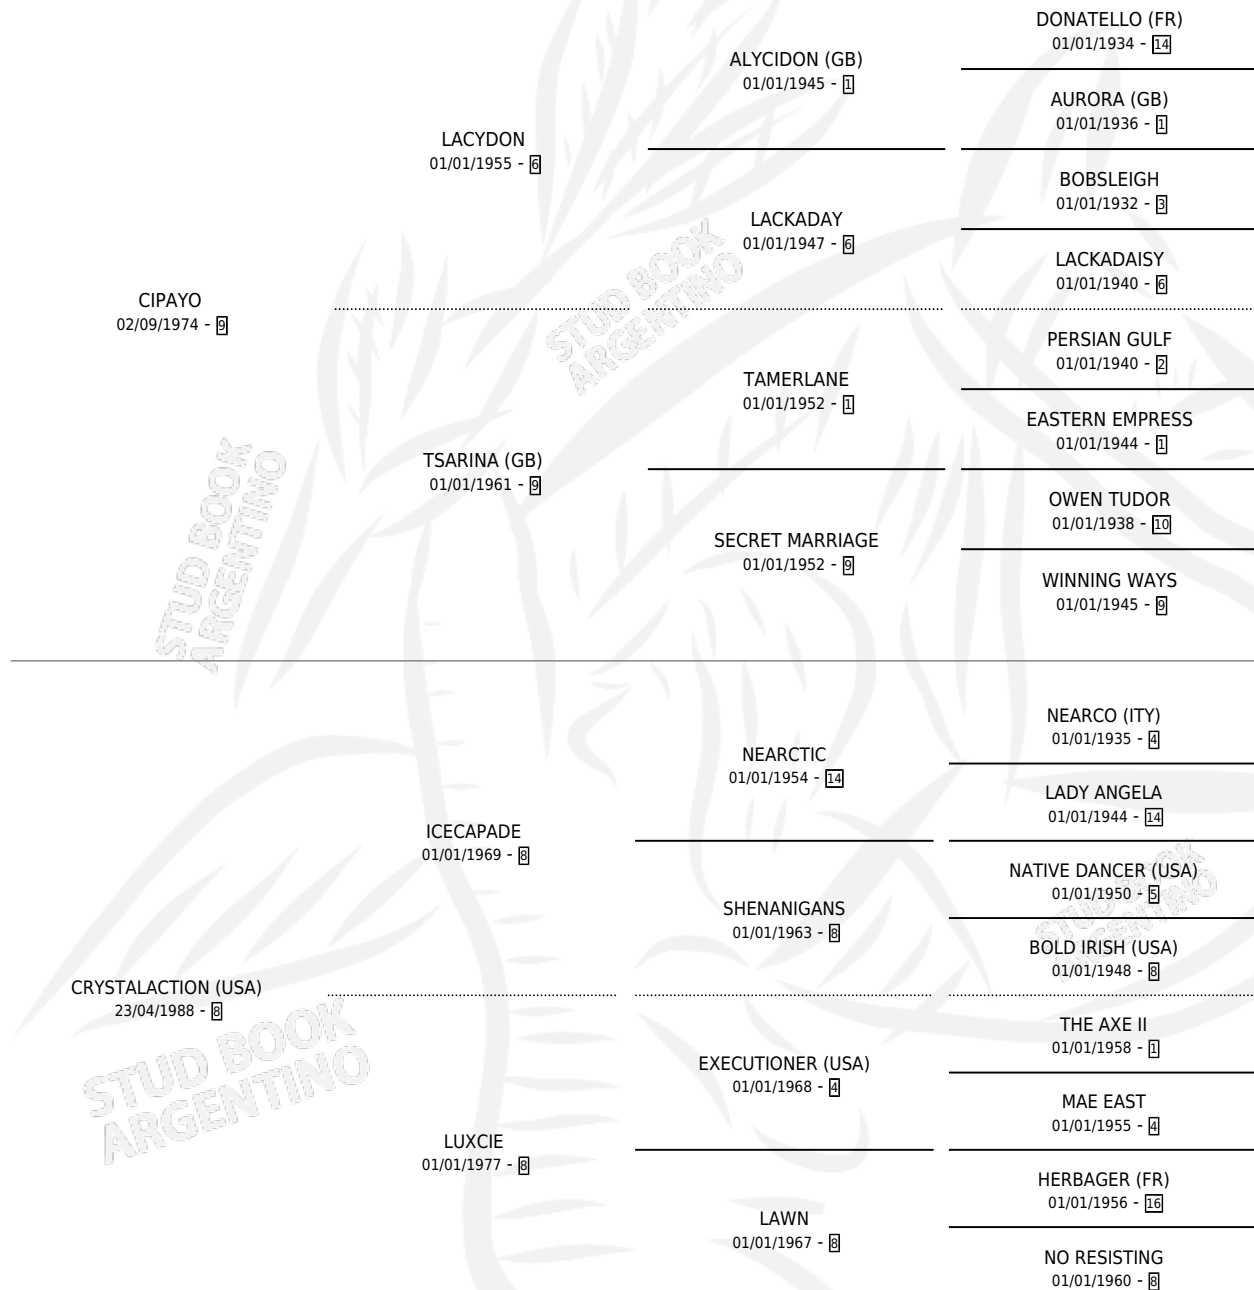 DONATELLO (FR)
01/01/1934 - 14
ALYCIDON (GB)
01/01/1945 - 1
AURORA (GB)
01/01/1936 - 1
LACYDON
01/01/1955 - 6
BOBSLEIGH
01/01/1932 - 3
LACKADAY
01/01/1947 - 6
LACKADAISY
01/01/1940 - 6
CIPAYO
02/09/1974 - 9
PERSIAN GULF
01/01/1940 - 2
TAMERLANE
01/01/1952 - 1
EASTERN EMPRESS
01/01/1944 - 1
TSARINA (GB)
01/01/1961 - 9
OWEN TUDOR
01/01/1938 - 10
SECRET MARRIAGE
01/01/1952 - 9
WINNING WAYS
01/01/1945 - 9
NEARCO (ITY)
01/01/1935 - 4
NEARCTIC
01/01/1954 - 14
LADY ANGELA
01/01/1944 - 14
ICECAPADE
01/01/1969 - 8
NATIVE DANCER (USA)
01/01/1950 - 5
SHENANIGANS
01/01/1963 - 8
BOLD IRISH (USA)
01/01/1948 - 8
CRYSTALACTION (USA)
23/04/1988 - 8
THE AXE II
01/01/1958 - 1
EXECUTIONER (USA)
01/01/1968 - 4
MAE EAST
01/01/1955 - 4
LUXCIE
01/01/1977 - 8
HERBAGER (FR)
01/01/1956 - 16
LAWN
01/01/1967 - 8
NO RESISTING
01/01/1960 - 8
STUD BOOK
ARGENTINO
STUD BOOK
ARGENTINO
STUD BOOK
ARGENTINO
STUD BOOK
ARGENTINO